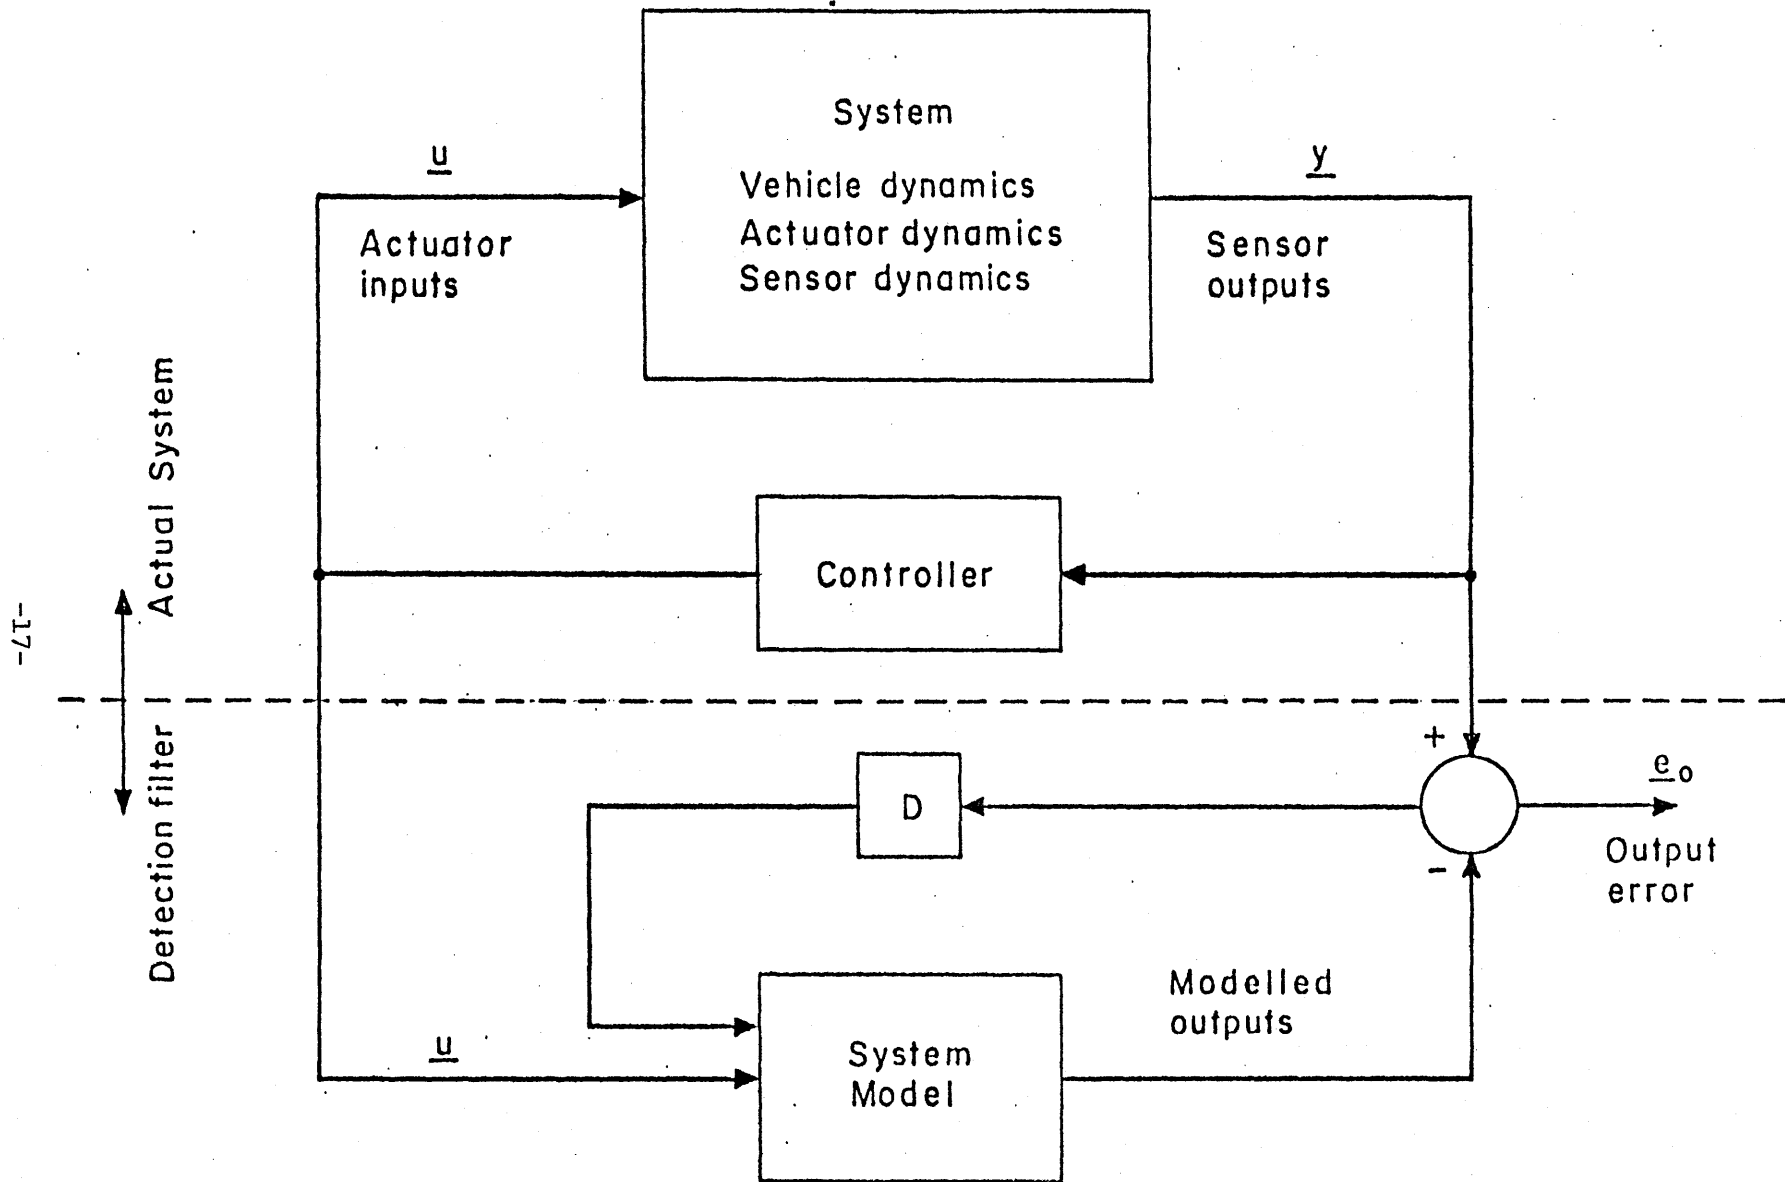 System
u
y
Vehicle dynamics
Actuator dynamics
Sensor dynamics
Actuator
inputs
Sensor
outputs
Actual System
Controller
-17-
Detection filter
+
D
e₀
-
Output
error
Modelled
outputs
u
System
Model